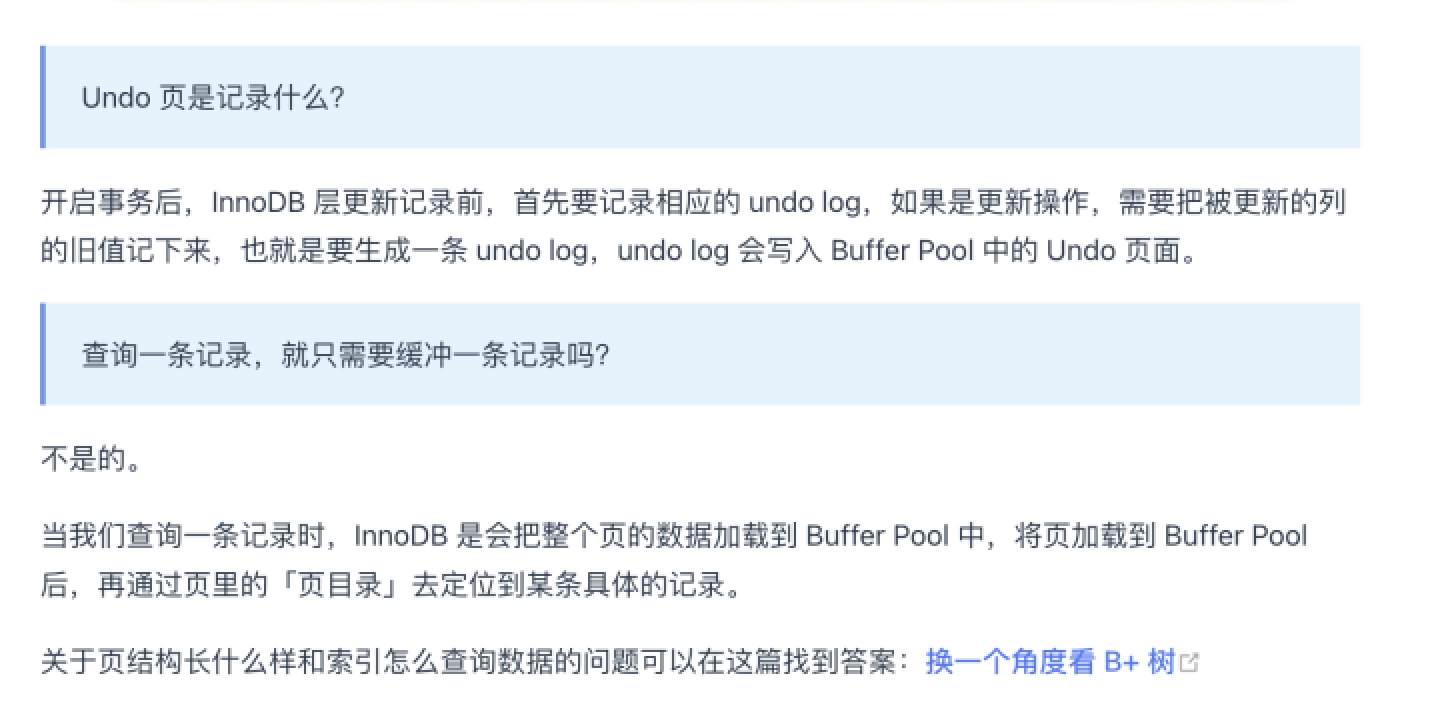 Undo 页是记录什么?
开启事务后，InnoDB 层更新记录前，首先要记录相应的 undo log，如果是更新操作，需要把被更新的列
的旧值记下来，也就是要生成一条 undo log，undo log 会写入 Buffer Pool 中的 Undo 页面。
查询一条记录，就只需要缓冲一条记录吗?
不是的。
当我们查询一条记录时，InnoDB 是会把整个页的数据加载到 Buffer Pool 中，将页加载到 Buffer Pool
后，再通过页里的「页目录」去定位到某条具体的记录。
关于页结构长什么样和索引怎么查询数据的问题可以在这篇找到答案：换一个角度看 B+ 树